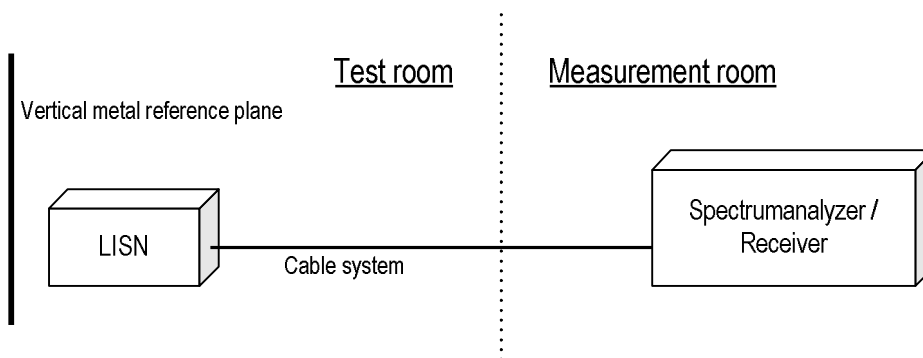 Test room
Measurement room
Vertical metal reference plane
LISN
Cable system
Spectrumanalyzer /
Receiver